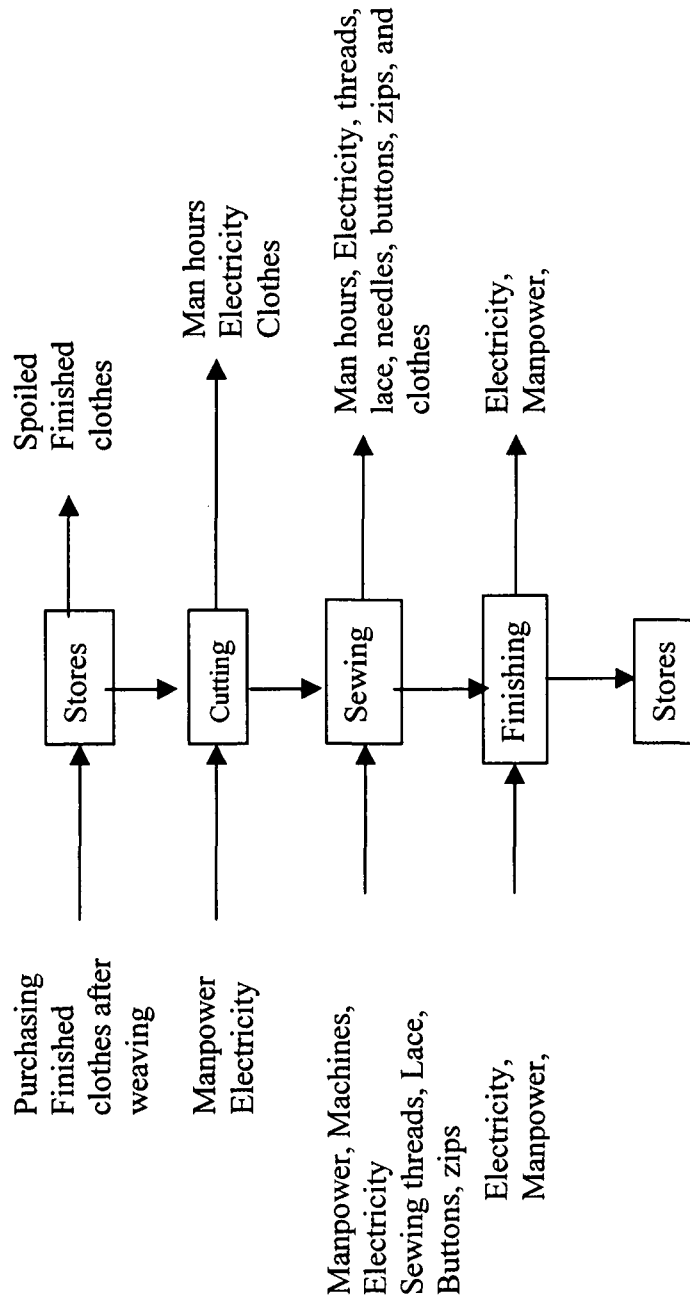 Purchasing
Finished
clothes after
weaving
Stores
Spoiled
Finished
clothes
Manpower
Electricity
Cutting
Man hours
Electricity
Clothes
Manpower, Machines,
Electricity
Sewing threads, Lace,
Buttons, zips
Sewing
Man hours, Electricity, threads,
lace, needles, buttons, zips, and
clothes
Electricity,
Manpower,
Finishing
Electricity,
Manpower,
Stores